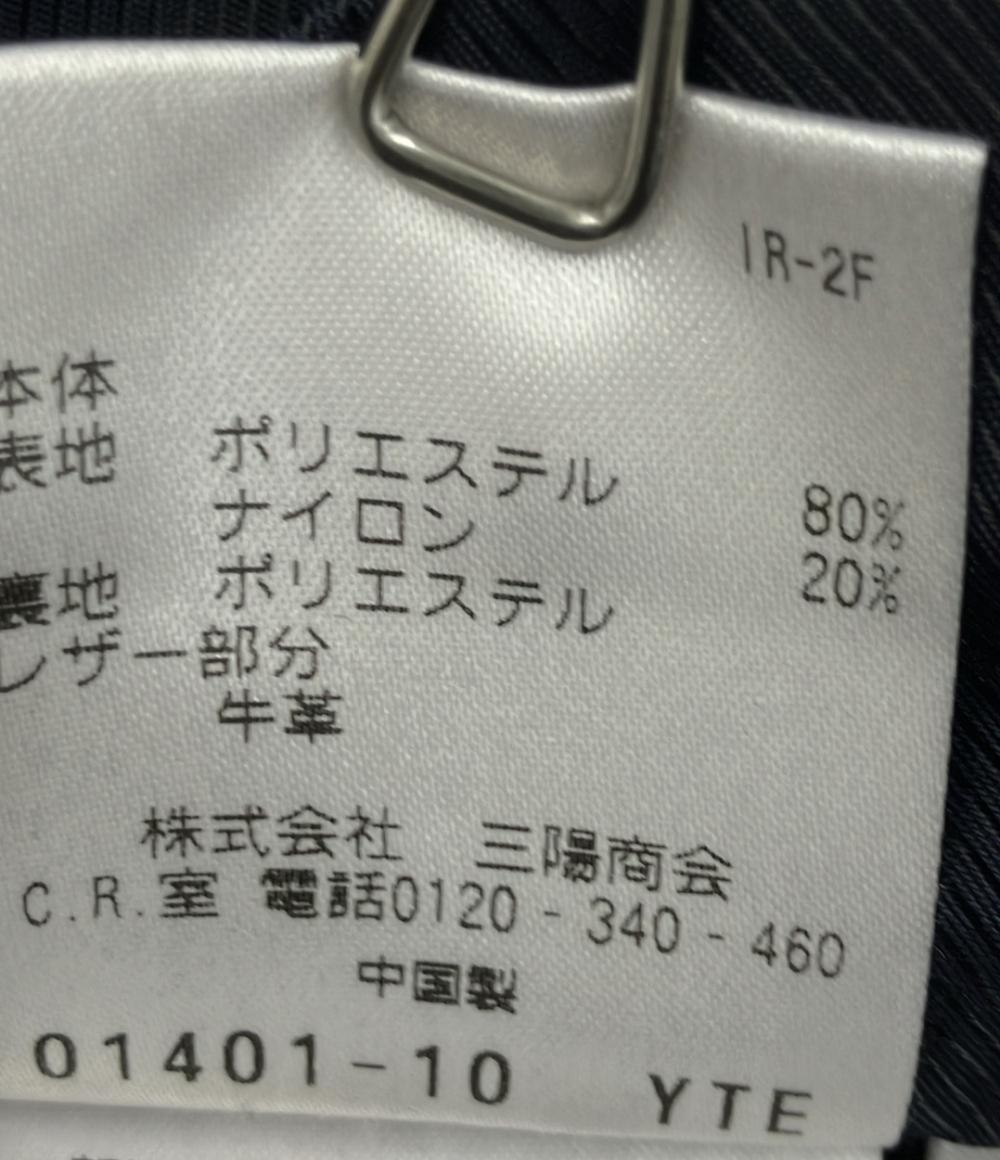 IR-2F
本体
表地 ポリエステル 80%
ナイロン 20%
裏地 ポリエステル
レザー部分
牛革
株式会社 三陽商会
C.R.室 電話0120-340-460
中国製
01401-10 YTE